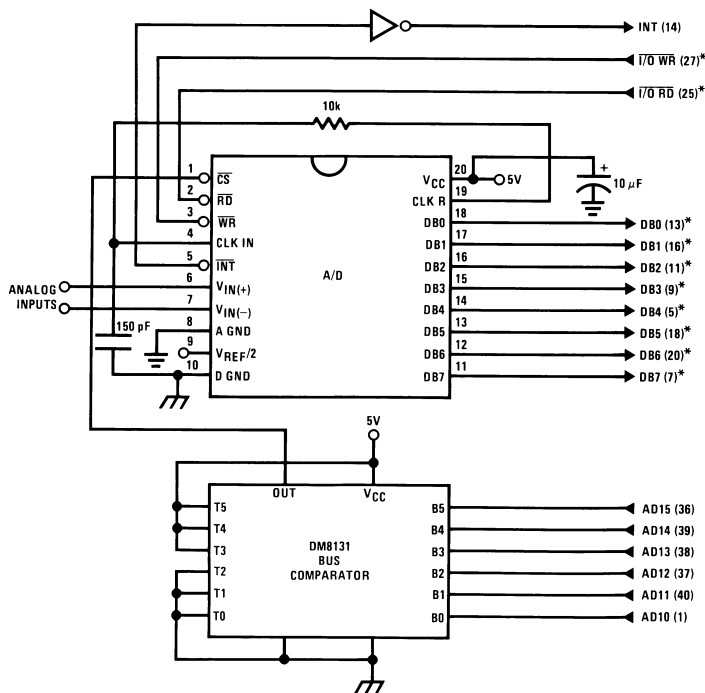 INT (14)
I/O WR (27)*
I/O RD (25)*
10k
1 CS
2 RD
3 WR
4 CLK IN
5 INT
6 VIN(+)
7 VIN(−)
8 A GND
9 VREF/2
10 D GND
ANALOG
INPUTS
150 pF
A/D
VCC 20
5V
+
10 µF
CLK R 19
DB0 18 DB0 (13)*
DB1 17 DB1 (16)*
DB2 16 DB2 (11)*
DB3 15 DB3 (9)*
DB4 14 DB4 (5)*
DB5 13 DB5 (18)*
DB6 12 DB6 (20)*
DB7 11 DB7 (7)*
5V
OUT VCC
T5
T4
T3
T2
T1
T0
DM8131
BUS
COMPARATOR
B5 AD15 (36)
B4 AD14 (39)
B3 AD13 (38)
B2 AD12 (37)
B1 AD11 (40)
B0 AD10 (1)